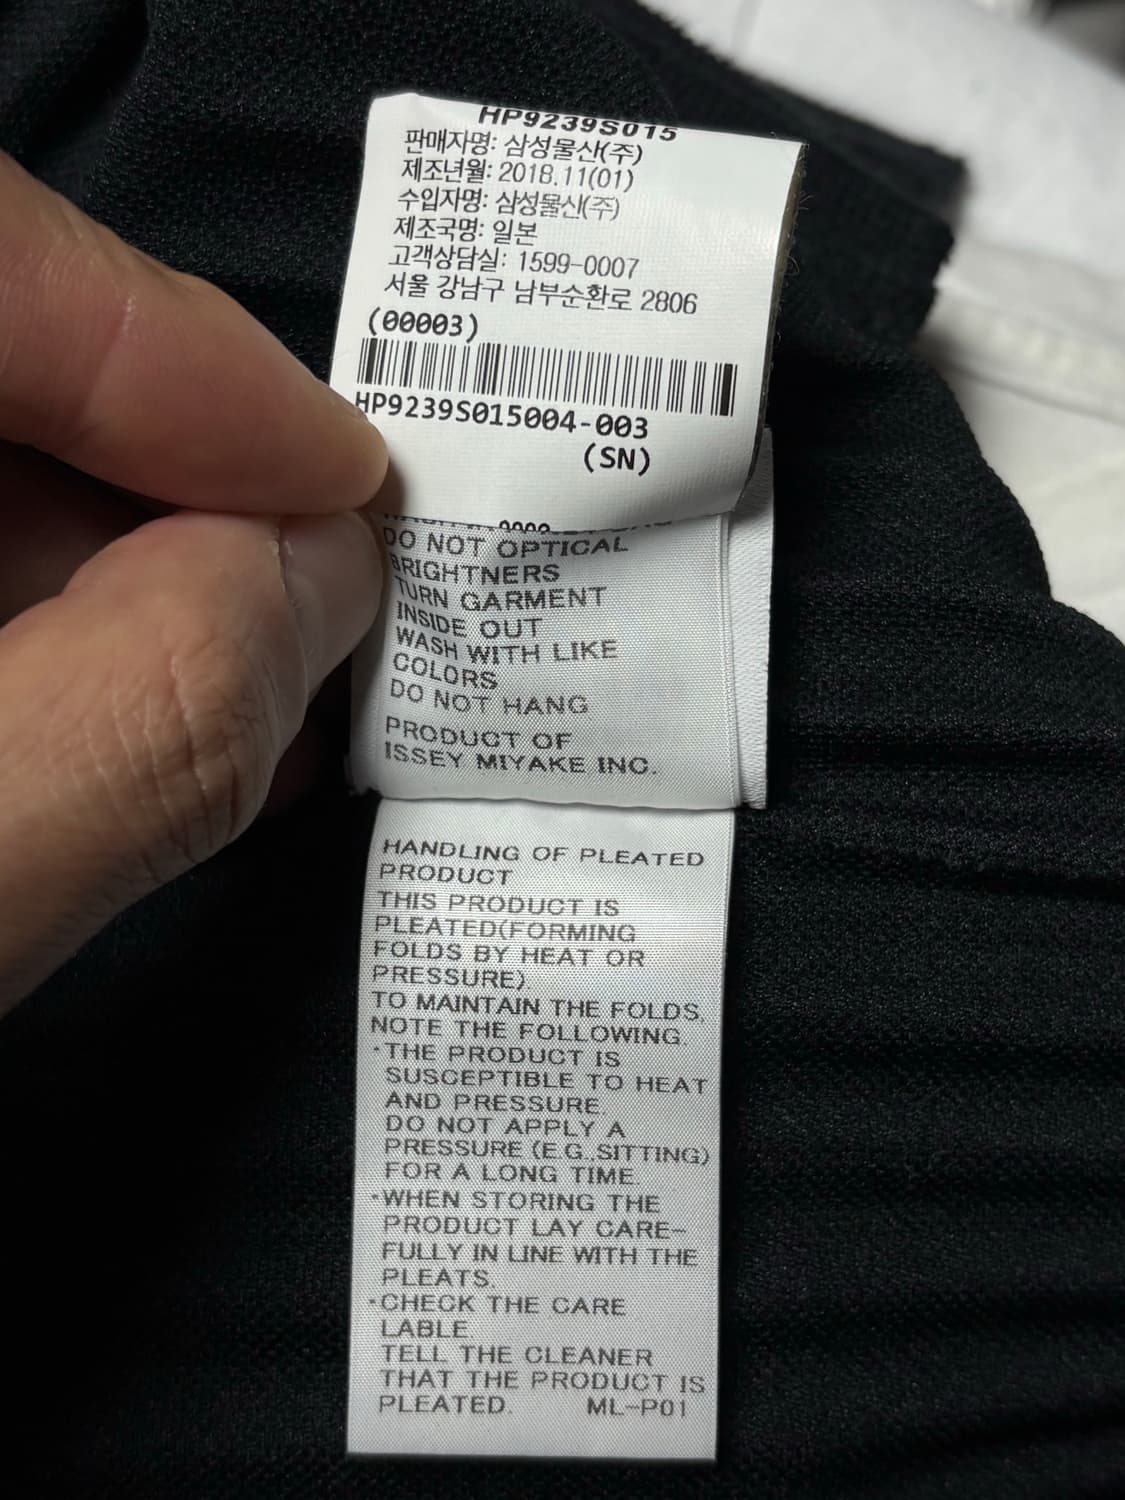 HP9239S015
판매자명: 삼성물산(주)
제조년월: 2018.11(01)
수입자명: 삼성물산(주)
제조국명: 일본
고객상담실: 1599-0007
서울 강남구 남부순환로 2806
(00003)
HP9239S015004-003
(SN)
DO NOT OPTICAL
BRIGHTNERS
TURN GARMENT
INSIDE OUT
WASH WITH LIKE
COLORS
DO NOT HANG
PRODUCT OF
ISSEY MIYAKE INC.
HANDLING OF PLEATED
PRODUCT
THIS PRODUCT IS
PLEATED(FORMING
FOLDS BY HEAT OR
PRESSURE)
TO MAINTAIN THE FOLDS,
NOTE THE FOLLOWING.
·THE PRODUCT IS
SUSCEPTIBLE TO HEAT
AND PRESSURE.
DO NOT APPLY A
PRESSURE (E.G.,SITTING)
FOR A LONG TIME.
·WHEN STORING THE
PRODUCT LAY CARE-
FULLY IN LINE WITH THE
PLEATS.
·CHECK THE CARE
LABLE
TELL THE CLEANER
THAT THE PRODUCT IS
PLEATED. ML-P01